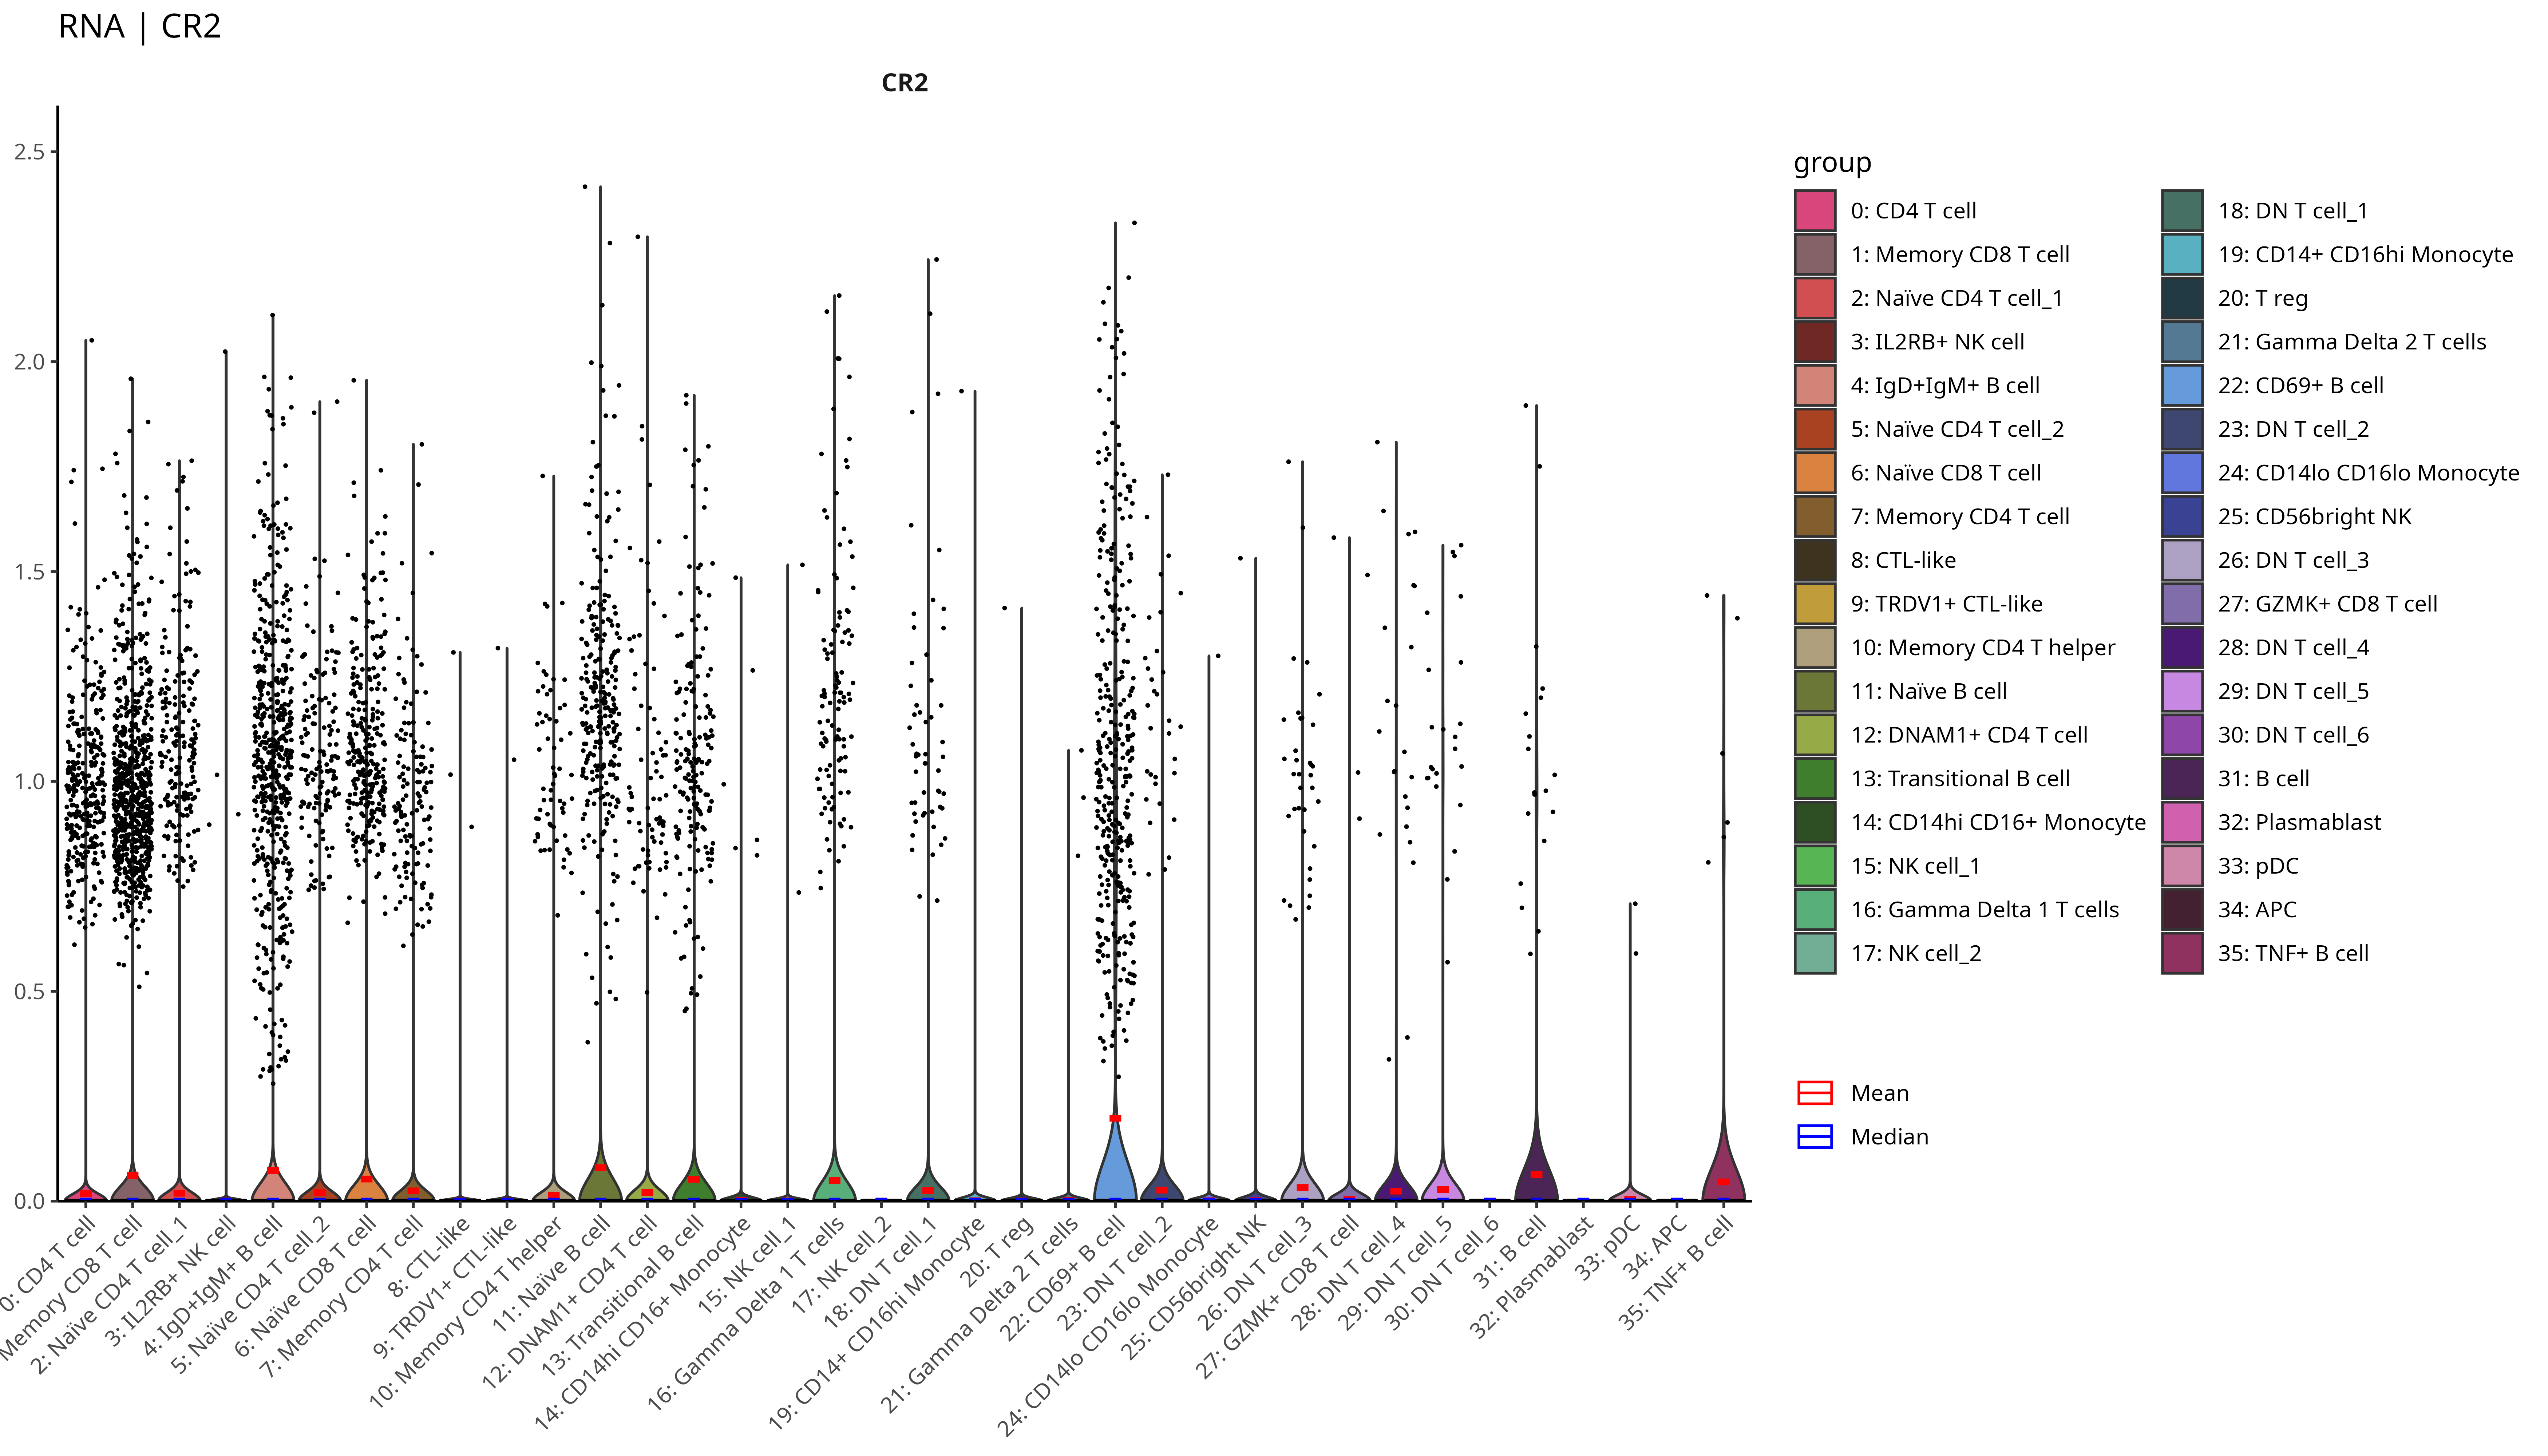 RNA | CR2
CR2
2.5
2.0
1.5
1.0
0.5
0.0
0: CD4 T cell
Memory CD8 T cell
2: Naïve CD4 T cell_1
3: IL2RB+ NK cell
4: IgD+IgM+ B cell
5: Naïve CD4 T cell_2
6: Naïve CD8 T cell
7: Memory CD4 T cell
8: CTL-like
9: TRDV1+ CTL-like
10: Memory CD4 T helper
11: Naïve B cell
12: DNAM1+ CD4 T cell
13: Transitional B cell
14: CD14hi CD16+ Monocyte
15: NK cell_1
16: Gamma Delta 1 T cells
17: NK cell_2
18: DN T cell_1
19: CD14+ CD16hi Monocyte
20: T reg
21: Gamma Delta 2 T cells
22: CD69+ B cell
23: DN T cell_2
24: CD14lo CD16lo Monocyte
25: CD56bright NK
26: DN T cell_3
27: GZMK+ CD8 T cell
28: DN T cell_4
29: DN T cell_5
30: DN T cell_6
31: B cell
32: Plasmablast
33: pDC
34: APC
35: TNF+ B cell
group
0: CD4 T cell
1: Memory CD8 T cell
2: Naïve CD4 T cell_1
3: IL2RB+ NK cell
4: IgD+IgM+ B cell
5: Naïve CD4 T cell_2
6: Naïve CD8 T cell
7: Memory CD4 T cell
8: CTL-like
9: TRDV1+ CTL-like
10: Memory CD4 T helper
11: Naïve B cell
12: DNAM1+ CD4 T cell
13: Transitional B cell
14: CD14hi CD16+ Monocyte
15: NK cell_1
16: Gamma Delta 1 T cells
17: NK cell_2
18: DN T cell_1
19: CD14+ CD16hi Monocyte
20: T reg
21: Gamma Delta 2 T cells
22: CD69+ B cell
23: DN T cell_2
24: CD14lo CD16lo Monocyte
25: CD56bright NK
26: DN T cell_3
27: GZMK+ CD8 T cell
28: DN T cell_4
29: DN T cell_5
30: DN T cell_6
31: B cell
32: Plasmablast
33: pDC
34: APC
35: TNF+ B cell
Mean
Median